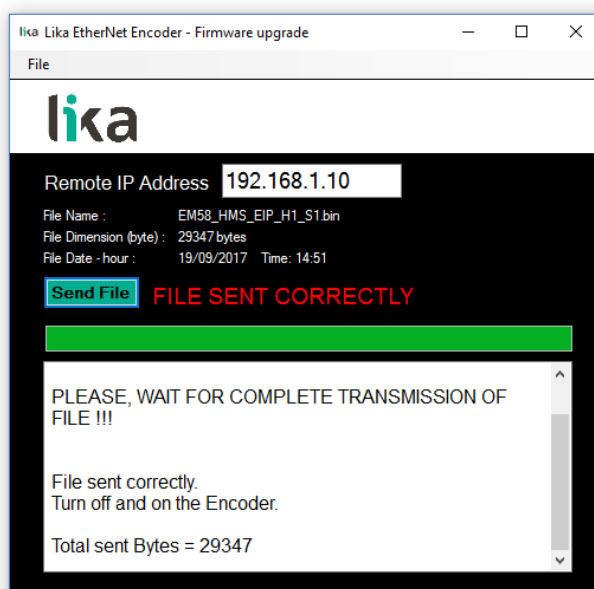 lika Lika EtherNet Encoder - Firmware upgrade
File
lika
Remote IP Address 192.168.1.10
File Name : EM58_HMS_EIP_H1_S1.bin
File Dimension (byte) : 29347 bytes
File Date - hour : 19/09/2017 Time: 14:51
Send File FILE SENT CORRECTLY
PLEASE, WAIT FOR COMPLETE TRANSMISSION OF
FILE !!!
File sent correctly.
Turn off and on the Encoder.
Total sent Bytes = 29347